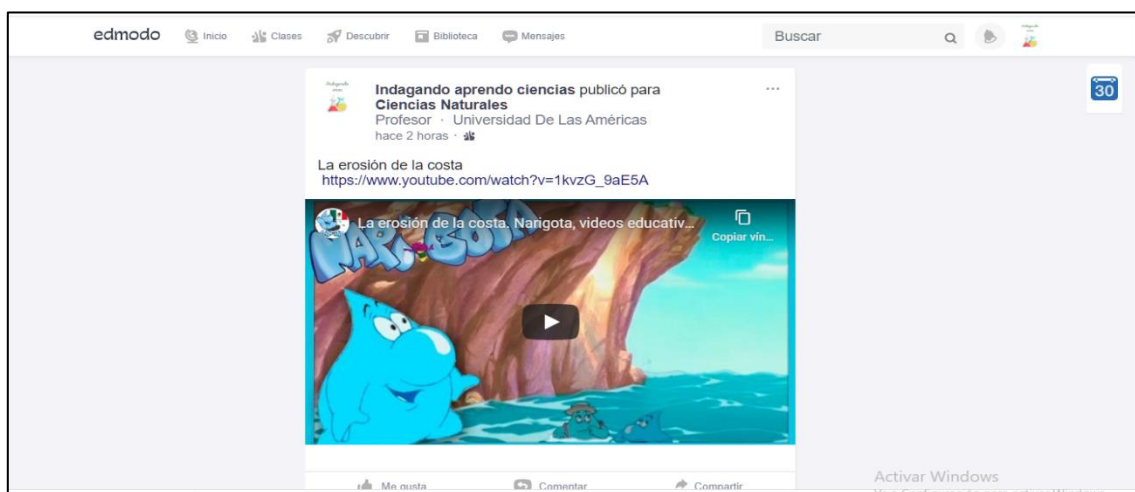 edmodo Inicio Clases Descubrir Biblioteca Mensajes Buscar
30
Indagando aprendo ciencias publicó para
Ciencias Naturales
Profesor · Universidad De Las Américas
hace 2 horas ·
La erosión de la costa
https://www.youtube.com/watch?v=1kvzG_9aE5A
La erosión de la costa. Narigota, videos educativ...
Copiar vín...
NARIGOTA
Me gusta Comentar Compartir
Activar Windows